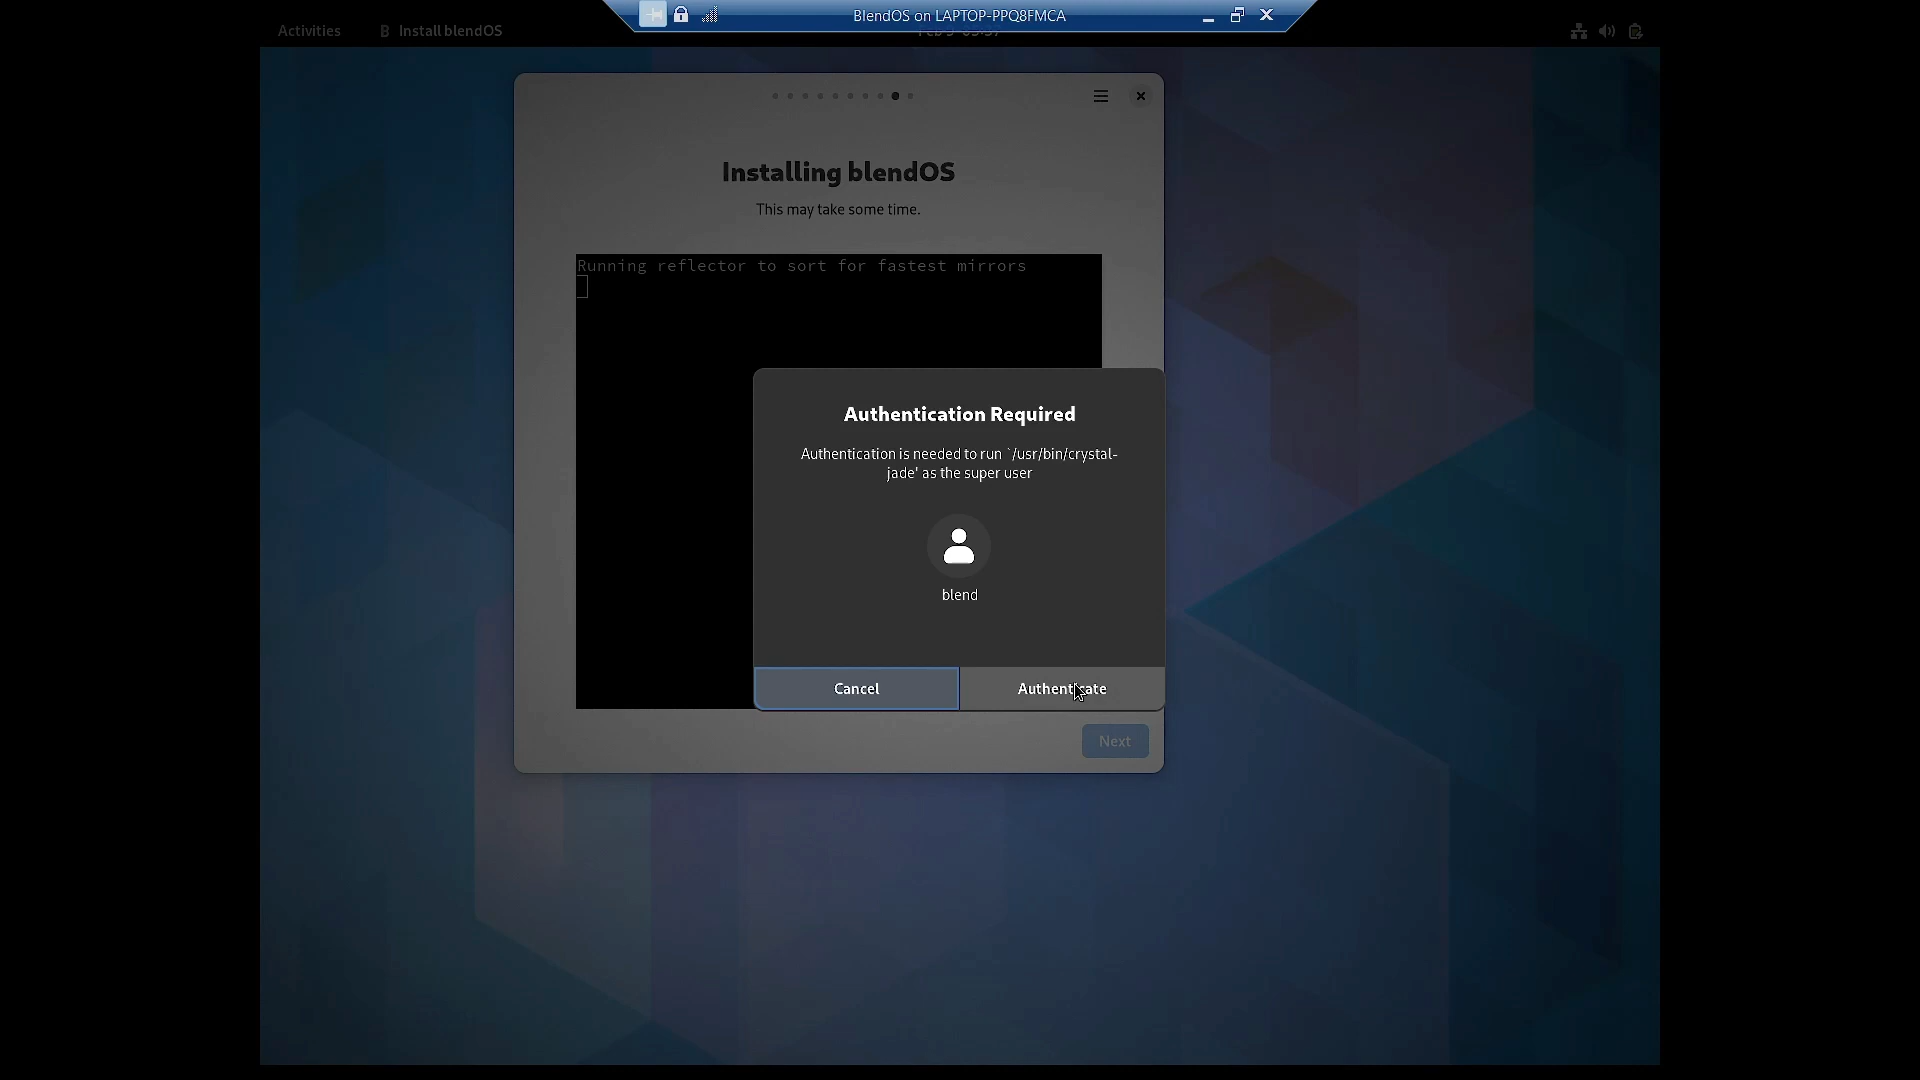 BlendOS on LAPTOP-PPQ8FMCA
Activities
Install blendOS
Installing blendOS
This may take some time.
Running reflector to sort for fastest mirrors
Authentication Required
Authentication is needed to run `/usr/bin/crystal-
jade' as the super user
blend
Cancel
Authenticate
Next